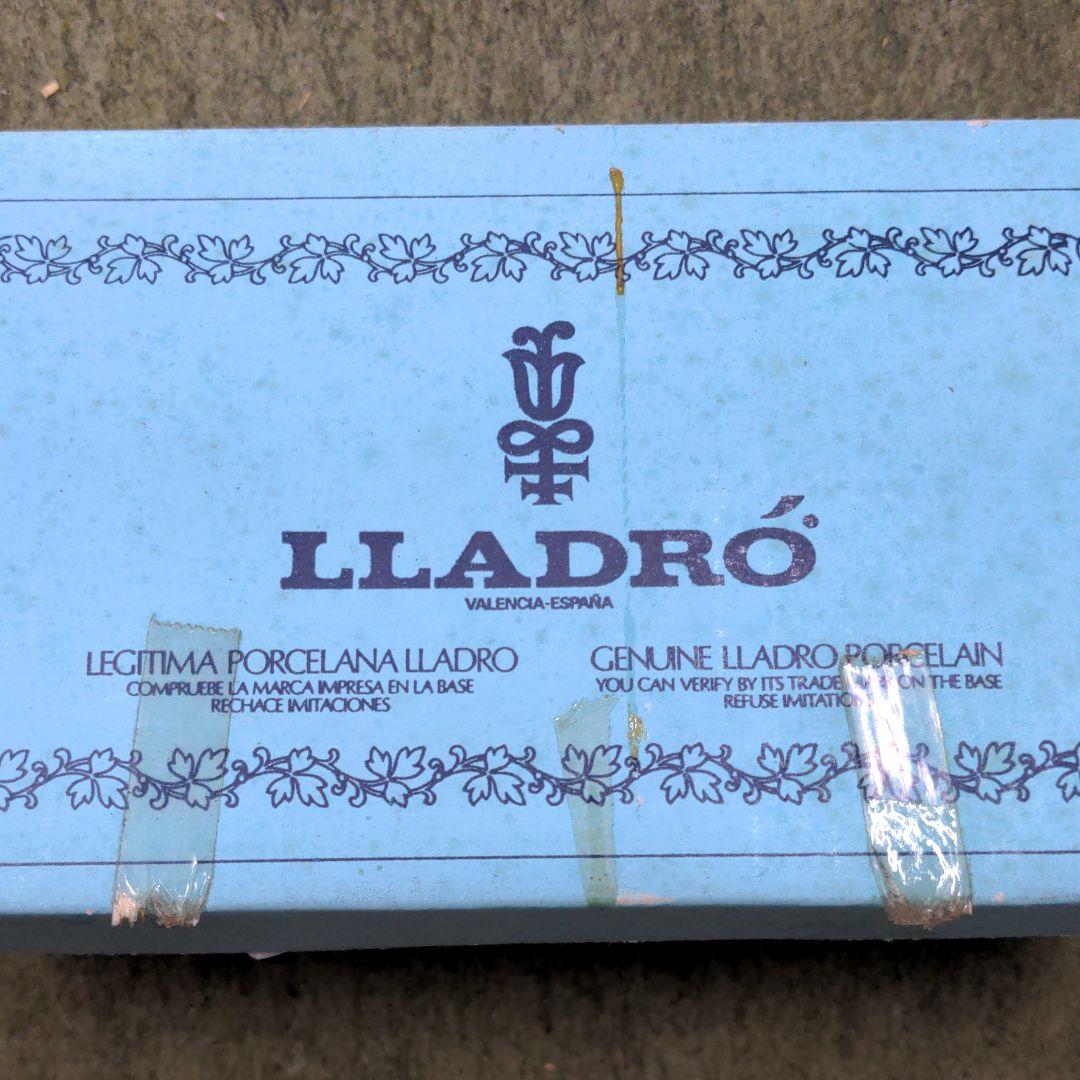 LLADRÓ
VALENCIA-ESPAÑA
LEGITIMA PORCELANA LLADRO
COMPRUEBE LA MARCA IMPRESA EN LA BASE
RECHACE IMITACIONES
GENUINE LLADRO PORCELAIN
YOU CAN VERIFY BY ITS TRADE ON THE BASE
REFUSE IMITATIONS